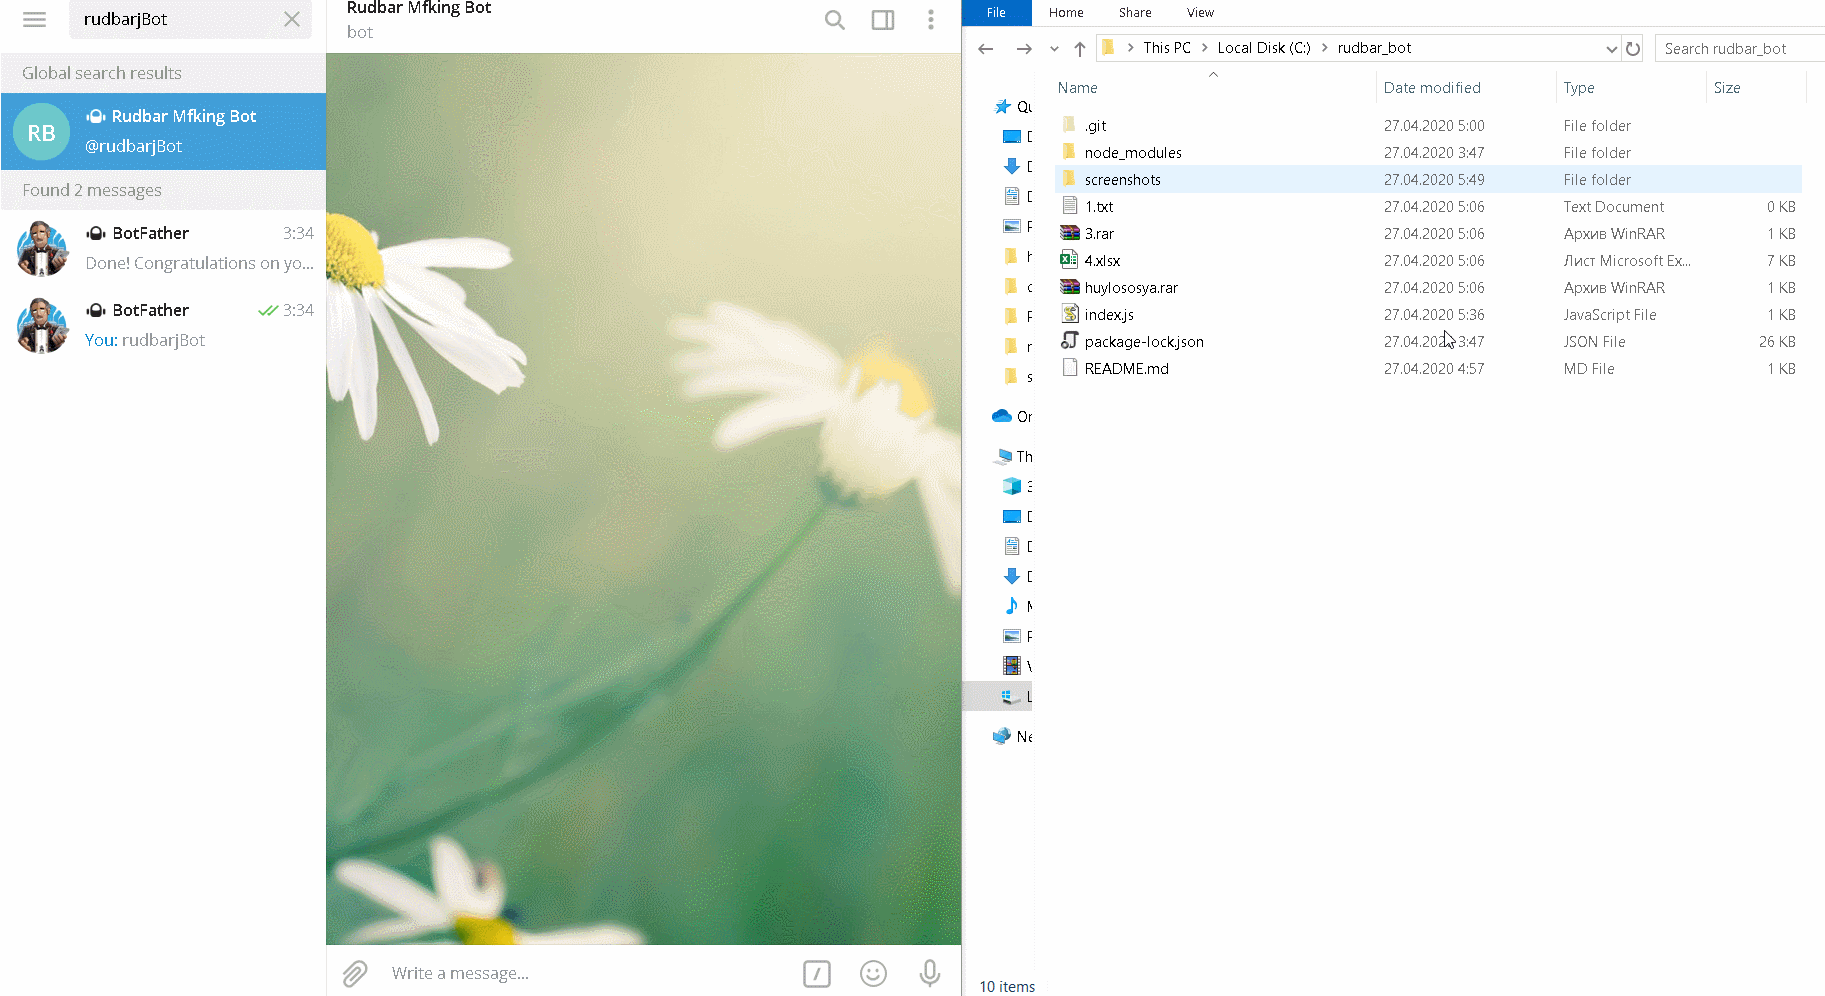 rudbarjBot
Global search results
RB
Rudbar Mfking Bot
@rudbarjBot
Found 2 messages
BotFather 3:34
Done! Congratulations on yo...
BotFather 3:34
You: rudbarjBot
Rudbar Mfking Bot
bot
Write a message...
File Home Share View
This PC Local Disk (C:) rudbar_bot
Search rudbar_bot
Name Date modified Type Size
.git 27.04.2020 5:00 File folder
node_modules 27.04.2020 3:47 File folder
screenshots 27.04.2020 5:49 File folder
1.txt 27.04.2020 5:06 Text Document 0 KB
3.rar 27.04.2020 5:06 Архив WinRAR 1 KB
4.xlsx 27.04.2020 5:06 Лист Microsoft Ex... 7 KB
huylososya.rar 27.04.2020 5:06 Архив WinRAR 1 KB
index.js 27.04.2020 5:36 JavaScript File 1 KB
package-lock.json 27.04.2020 3:47 JSON File 26 KB
README.md 27.04.2020 4:57 MD File 1 KB
10 items